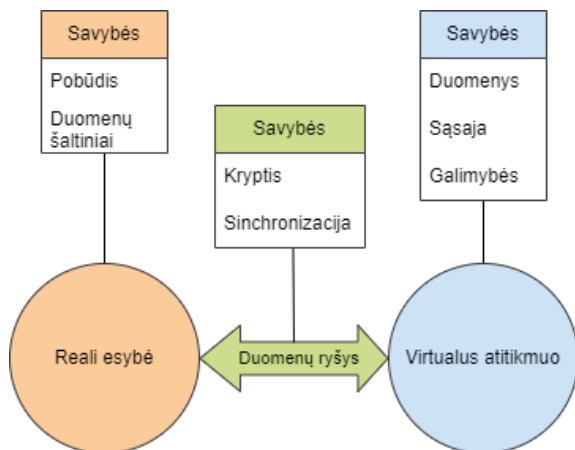 Savybės
Pobūdis
Duomenų
šaltiniai
Savybės
Kryptis
Sinchronizacija
Savybės
Duomenys
Sąsaja
Galimybės
Reali esybė
Duomenų ryšys
Virtualus atitikmuo